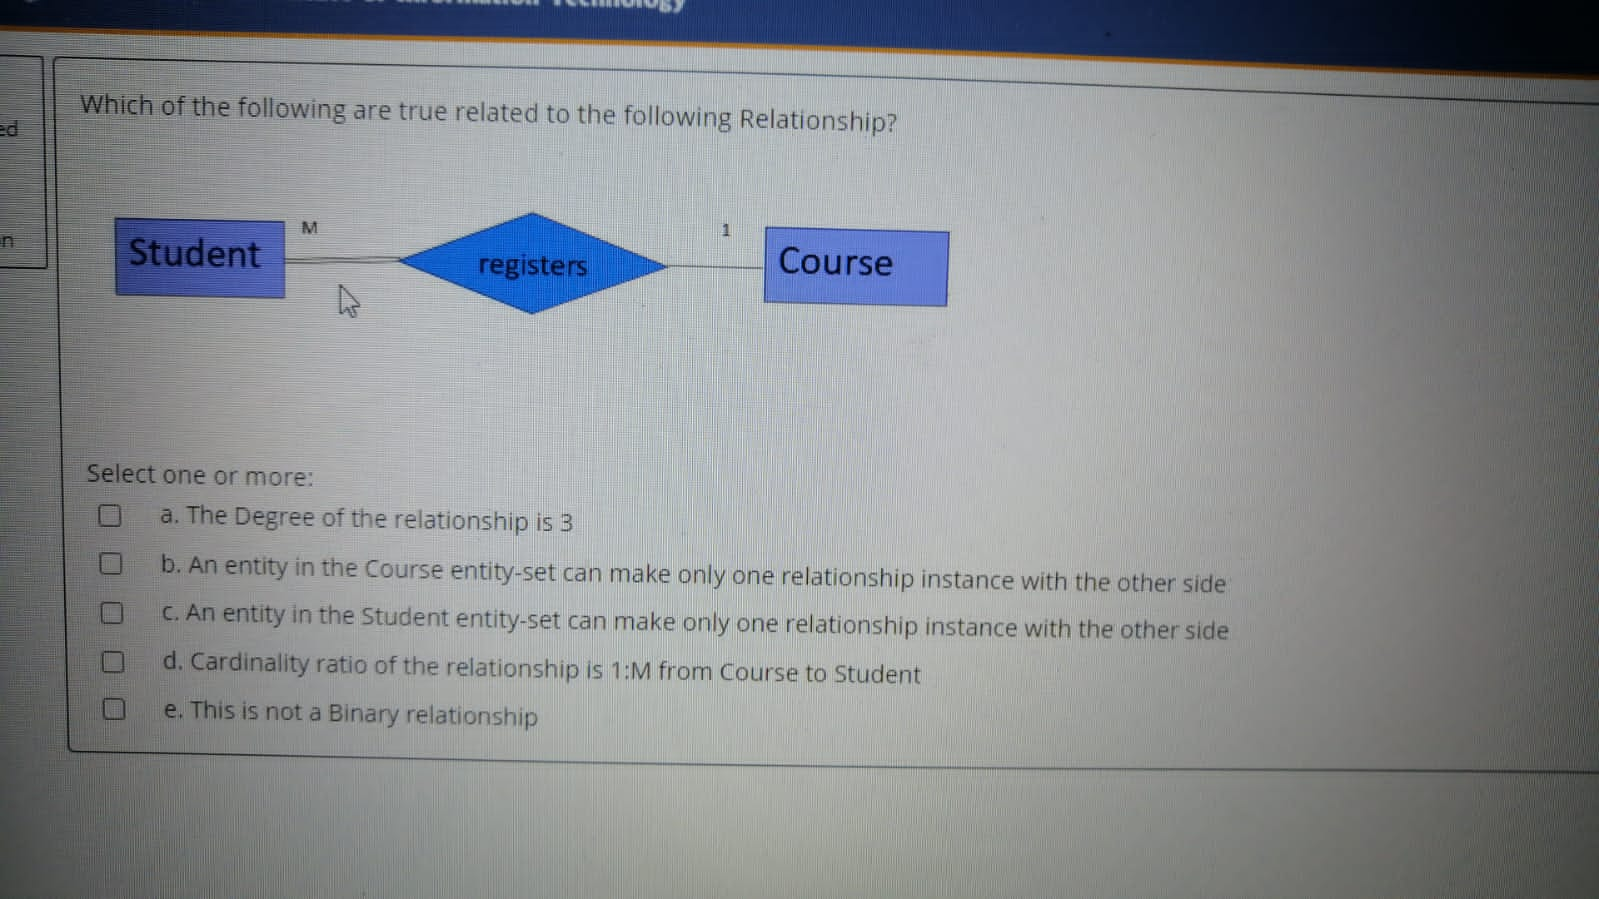 Information Technology
Which of the following are true related to the following Relationship?
ed
n
Student
M
registers
1
Course
Select one or more:
a. The Degree of the relationship is 3
b. An entity in the Course entity-set can make only one relationship instance with the other side
c. An entity in the Student entity-set can make only one relationship instance with the other side
d. Cardinality ratio of the relationship is 1:M from Course to Student
e. This is not a Binary relationship